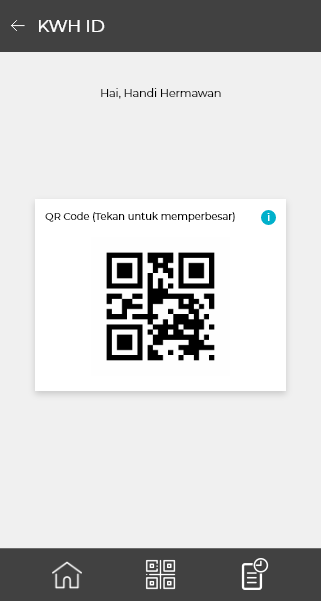 KWH ID
Hai, Handi Hermawan
QR Code (Tekan untuk memperbesar)
i